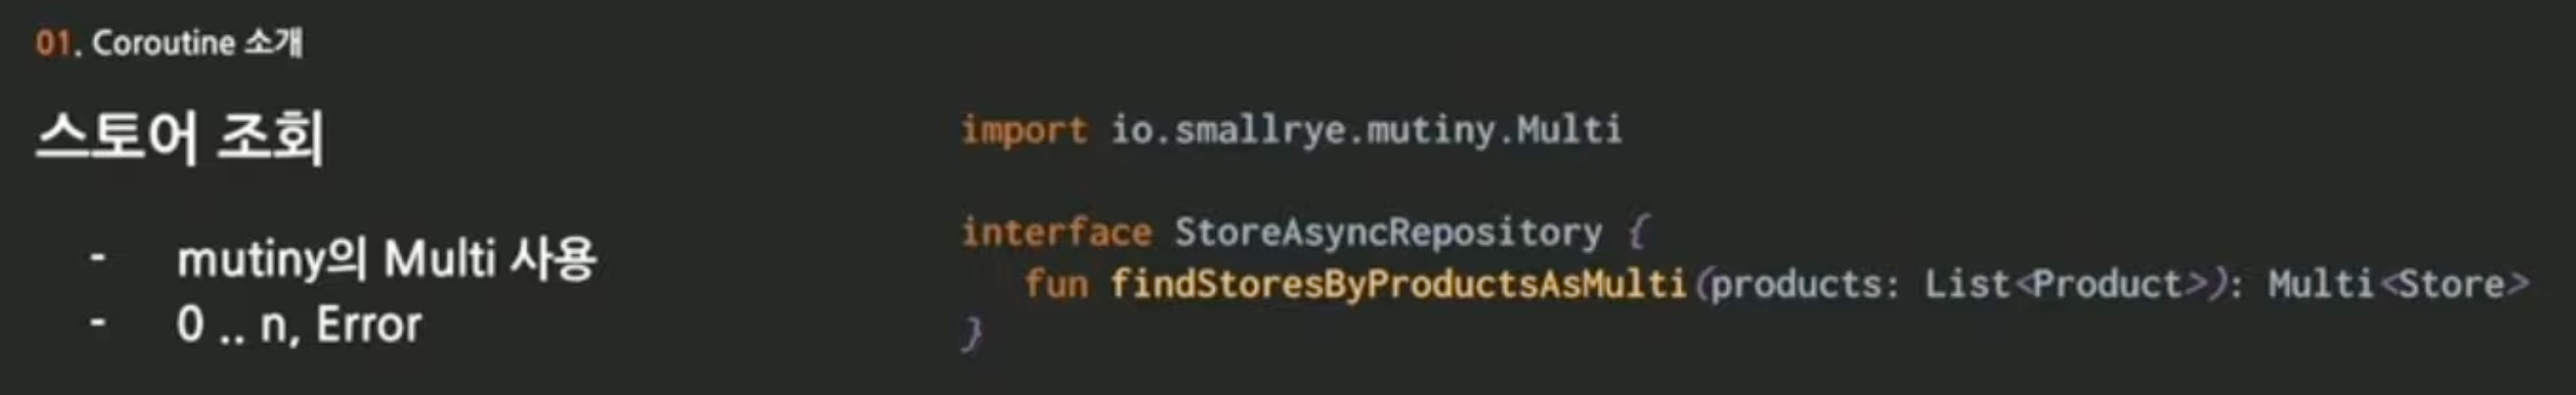 01. Coroutine 소개
스토어 조회
- mutiny의 Multi 사용
- 0 .. n, Error
import io.smallrye.mutiny.Multi
interface StoreAsyncRepository {
fun findStoresByProductsAsMulti(products: List<Product>): Multi<Store>
}